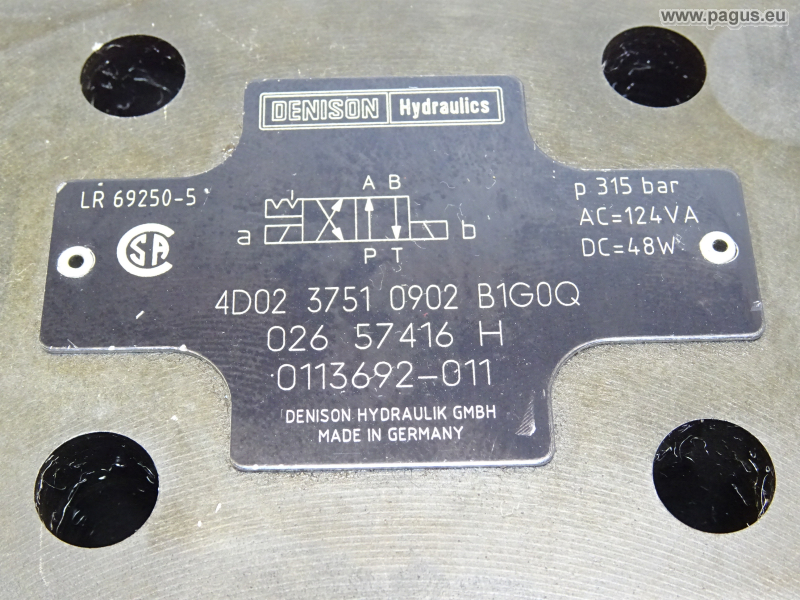 www.pagus.eu
DENISON Hydraulics
LR 69250-5
p 315 bar
AC=124VA
DC=48W
SA
A B
a b
P T
4D02 3751 0902 B1G0Q
026 57416 H
0113692-011
DENISON HYDRAULIK GMBH
MADE IN GERMANY